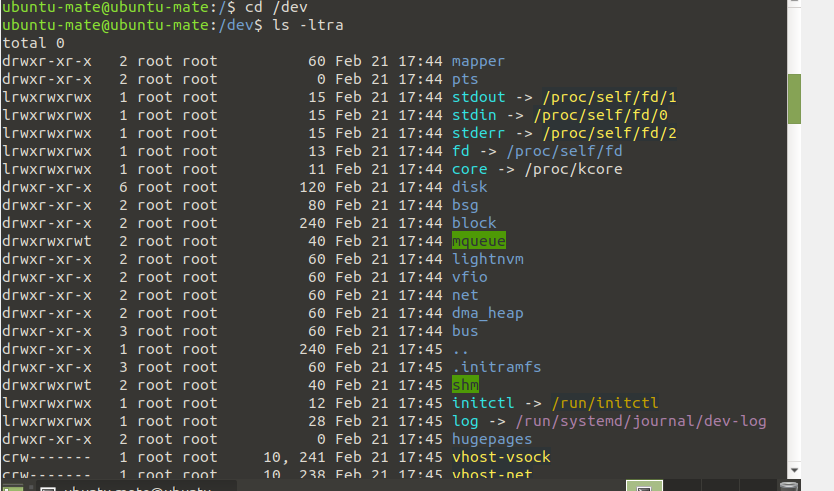 ubuntu-mate@ubuntu-mate:/$ cd /dev
ubuntu-mate@ubuntu-mate:/dev$ ls -ltra
total 0
drwxr-xr-x   2 root root          60 Feb 21 17:44 mapper
drwxr-xr-x   2 root root           0 Feb 21 17:44 pts
lrwxrwxrwx   1 root root          15 Feb 21 17:44 stdout -> /proc/self/fd/1
lrwxrwxrwx   1 root root          15 Feb 21 17:44 stdin -> /proc/self/fd/0
lrwxrwxrwx   1 root root          15 Feb 21 17:44 stderr -> /proc/self/fd/2
lrwxrwxrwx   1 root root          13 Feb 21 17:44 fd -> /proc/self/fd
lrwxrwxrwx   1 root root          11 Feb 21 17:44 core -> /proc/kcore
drwxr-xr-x   6 root root         120 Feb 21 17:44 disk
drwxr-xr-x   2 root root          80 Feb 21 17:44 bsg
drwxr-xr-x   2 root root         240 Feb 21 17:44 block
drwxrwxrwt   2 root root          40 Feb 21 17:44 mqueue
drwxr-xr-x   2 root root          60 Feb 21 17:44 lightnvm
drwxr-xr-x   2 root root          60 Feb 21 17:44 vfio
drwxr-xr-x   2 root root          60 Feb 21 17:44 net
drwxr-xr-x   2 root root          60 Feb 21 17:44 dma_heap
drwxr-xr-x   3 root root          60 Feb 21 17:44 bus
drwxr-xr-x   1 root root         240 Feb 21 17:45 ..
drwxr-xr-x   3 root root          60 Feb 21 17:45 .initramfs
drwxrwxrwt   2 root root          40 Feb 21 17:45 shm
lrwxrwxrwx   1 root root          12 Feb 21 17:45 initctl -> /run/initctl
lrwxrwxrwx   1 root root          28 Feb 21 17:45 log -> /run/systemd/journal/dev-log
drwxr-xr-x   2 root root           0 Feb 21 17:45 hugepages
crw-------   1 root root     10, 241 Feb 21 17:45 vhost-vsock
crw-------   1 root root     10, 238 Feb 21 17:45 vhost-net
ubuntu-mate@ubuntu-